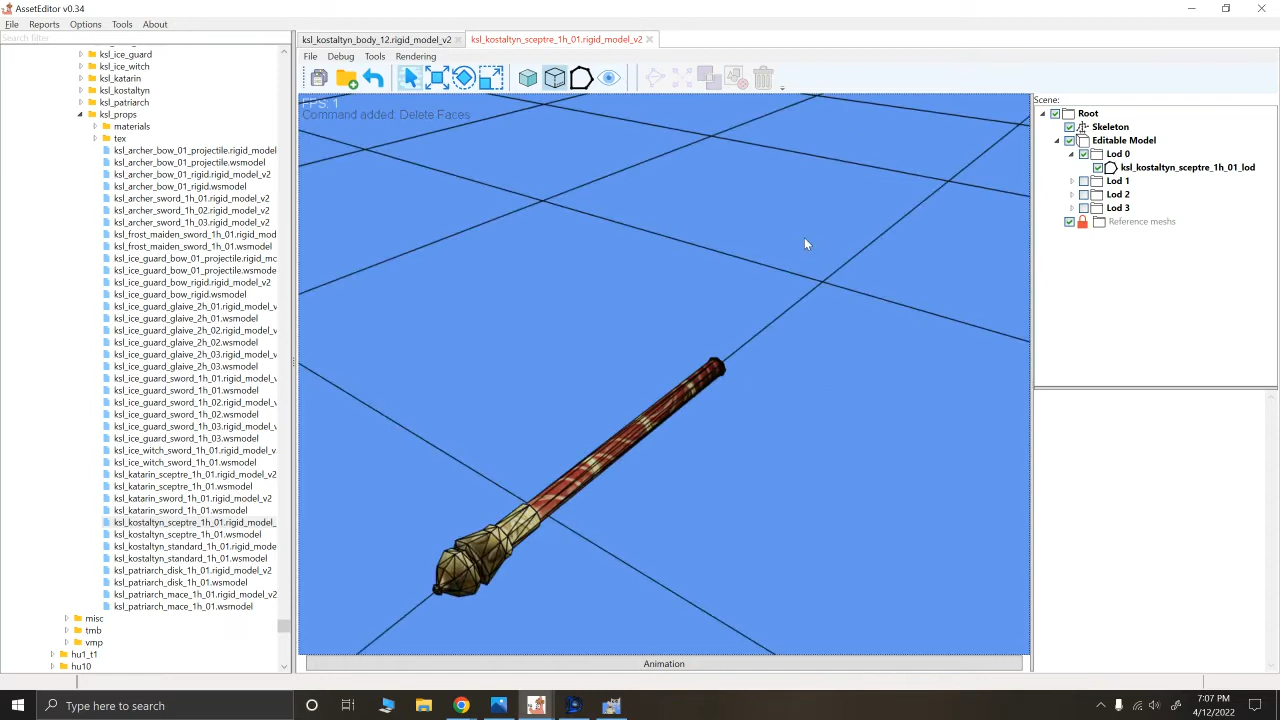 AssetEditor v0.34
File Reports Options Tools About
Search filter
ksl_ice_guard
ksl_ice_witch
ksl_katarin
ksl_kostaltyn
ksl_patriarch
ksl_props
materials
tex
ksl_archer_bow_01_projectile.rigid_model
ksl_archer_bow_01_projectile.wsmodel
ksl_archer_bow_01_rigid.rigid_model_v2
ksl_archer_bow_01_rigid.wsmodel
ksl_archer_sword_1h_01.rigid_model_v2
ksl_archer_sword_1h_02.rigid_model_v2
ksl_archer_sword_1h_03.rigid_model_v2
ksl_frost_maiden_sword_1h_01.rigid_mod
ksl_frost_maiden_sword_1h_01.wsmodel
ksl_ice_guard_bow_01_projectile.rigid_mc
ksl_ice_guard_bow_01_projectile.wsmode
ksl_ice_guard_bow_rigid.rigid_model_v2
ksl_ice_guard_bow_rigid.wsmodel
ksl_ice_guard_glaive_2h_01.rigid_model_v
ksl_ice_guard_glaive_2h_01.wsmodel
ksl_ice_guard_glaive_2h_02.rigid_model_v
ksl_ice_guard_glaive_2h_02.wsmodel
ksl_ice_guard_glaive_2h_03.rigid_model_v
ksl_ice_guard_glaive_2h_03.wsmodel
ksl_ice_guard_sword_1h_01.rigid_model_v
ksl_ice_guard_sword_1h_01.wsmodel
ksl_ice_guard_sword_1h_02.rigid_model_v
ksl_ice_guard_sword_1h_02.wsmodel
ksl_ice_guard_sword_1h_03.rigid_model_v
ksl_ice_guard_sword_1h_03.wsmodel
ksl_ice_witch_sword_1h_01.rigid_model_v.
ksl_ice_witch_sword_1h_01.wsmodel
ksl_katarin_sceptre_1h_01.rigid_model_v2
ksl_katarin_sceptre_1h_01.wsmodel
ksl_katarin_sword_1h_01.rigid_model_v2
ksl_katarin_sword_1h_01.wsmodel
ksl_kostaltyn_sceptre_1h_01.rigid_model_
ksl_kostaltyn_sceptre_1h_01.wsmodel
ksl_kostaltyn_standard_1h_01.rigid_mode
ksl_kostaltyn_standard_1h_01.wsmodel
ksl_patriarch_disk_1h_01.rigid_model_v2
ksl_patriarch_disk_1h_01.wsmodel
ksl_patriarch_mace_1h_01.rigid_model_v2
ksl_patriarch_mace_1h_01.wsmodel
misc
tmb
vmp
hu1_t1
hu10
ksl_kostaltyn_body_12.rigid_model_v2 ksl_kostaltyn_sceptre_1h_01.rigid_model_v2
File Debug Tools Rendering
FPS: 1
Command added: Delete Faces
Animation
Scene:
Root
Skeleton
Editable Model
Lod 0
ksl_kostaltyn_sceptre_1h_01_lod
Lod 1
Lod 2
Lod 3
Reference meshs
Type here to search
7:07 PM
4/12/2022